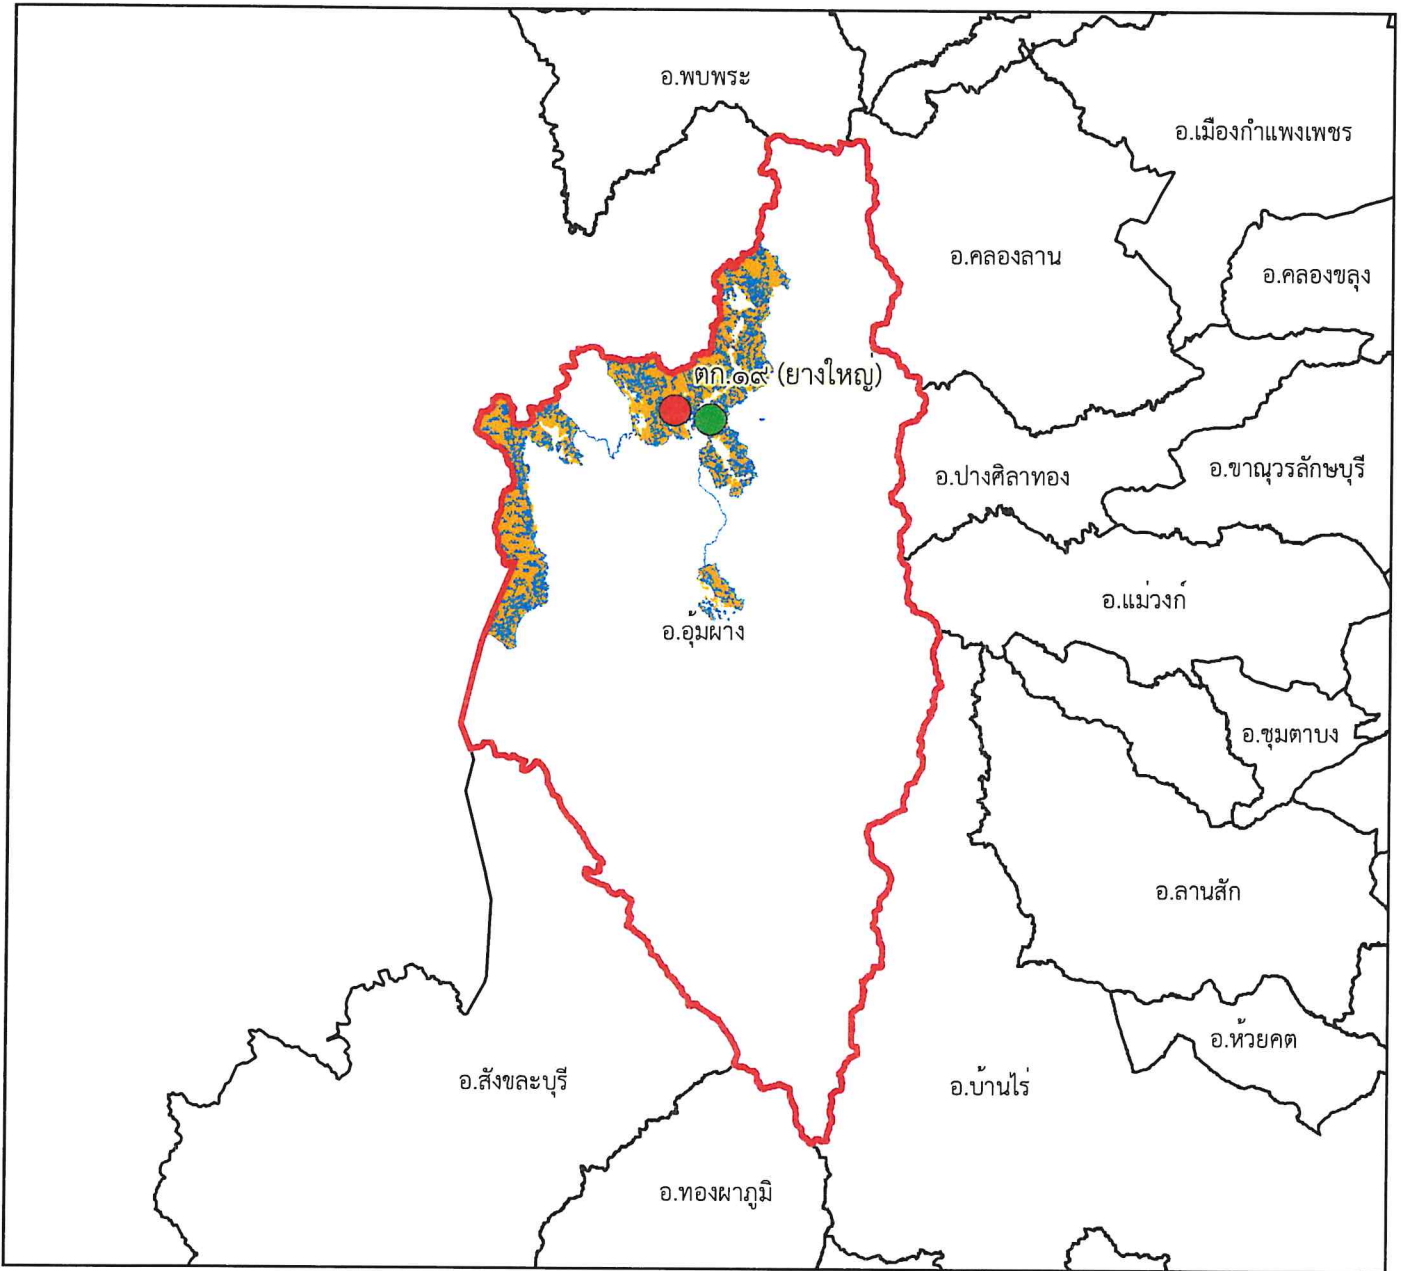 อ.พบพระ
อ.เมืองกำแพงเพชร
อ.คลองลาน
อ.คลองขลุง
ตก.๑๙ (ยางใหญ่)
อ.ปางศิลาทอง
อ.ขาณุวรลักษบุรี
อ.แม่วงก์
อ.อุ้มผาง
อ.ชุมตาบง
อ.ลานสัก
อ.ห้วยคต
อ.สังขละบุรี
อ.บ้านไร่
อ.ทองผาภูมิ